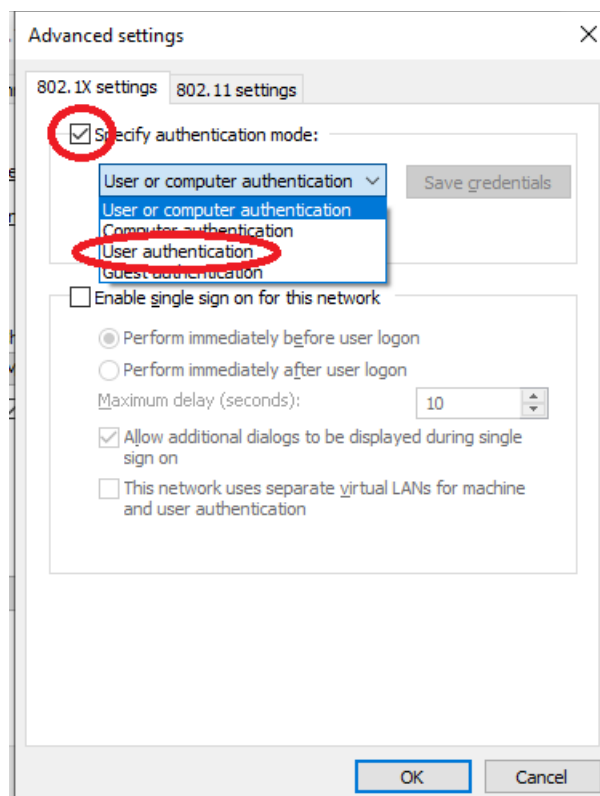 Advanced settings
802.1X settings
802.11 settings
Specify authentication mode:
User or computer authentication
Save credentials
User or computer authentication
Computer authentication
User authentication
Guest authentication
Enable single sign on for this network
Perform immediately before user logon
Perform immediately after user logon
Maximum delay (seconds):
10
Allow additional dialogs to be displayed during single
sign on
This network uses separate virtual LANs for machine
and user authentication
OK
Cancel